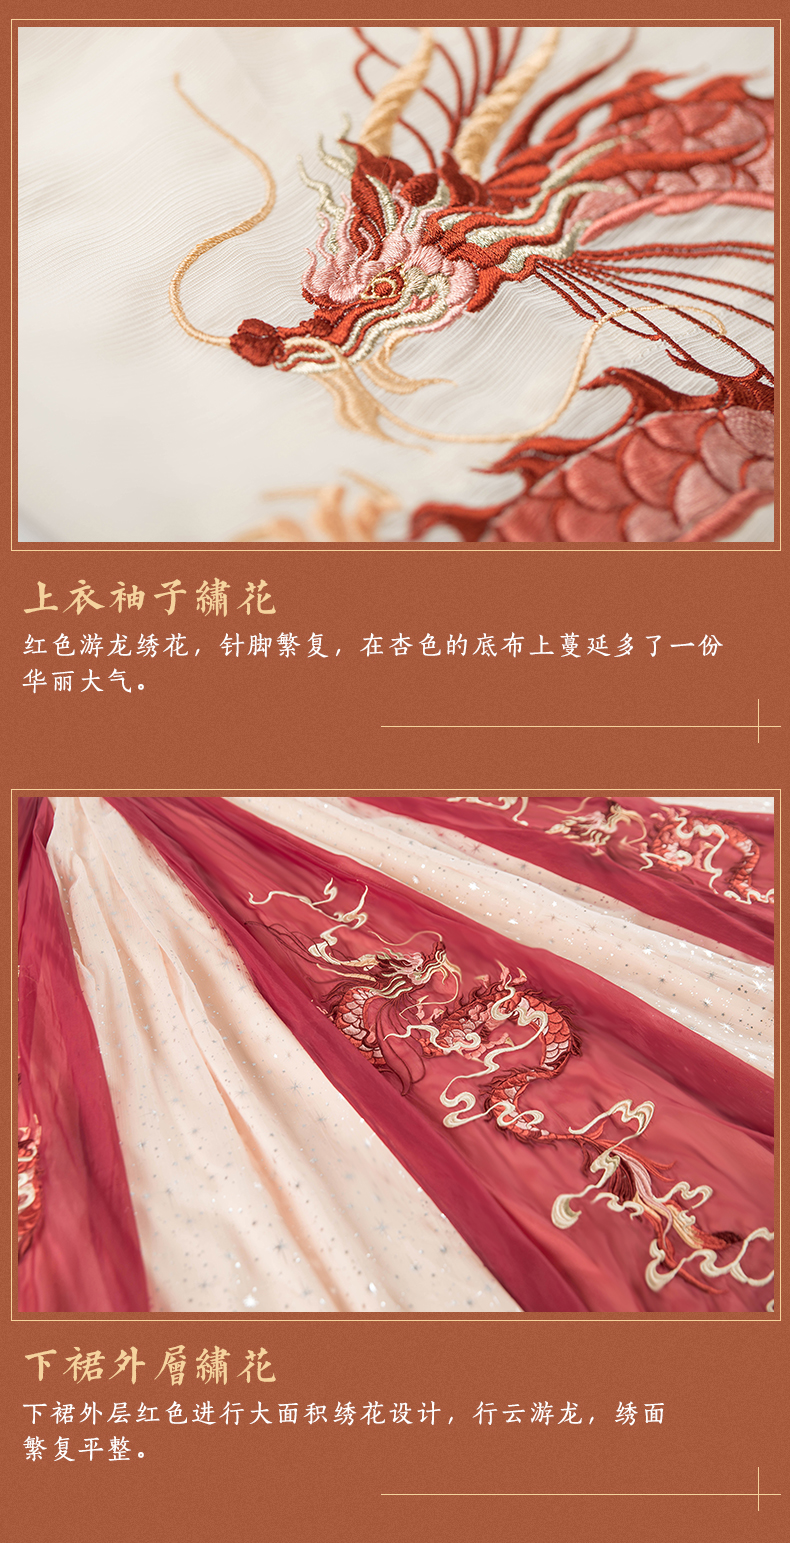 上衣袖子繡花
红色游龙绣花，针脚繁复，在杏色的底布上蔓延多了一份
华丽大气。
下裙外層繡花
下裙外层红色进行大面积绣花设计，行云游龙，绣面
繁复平整。